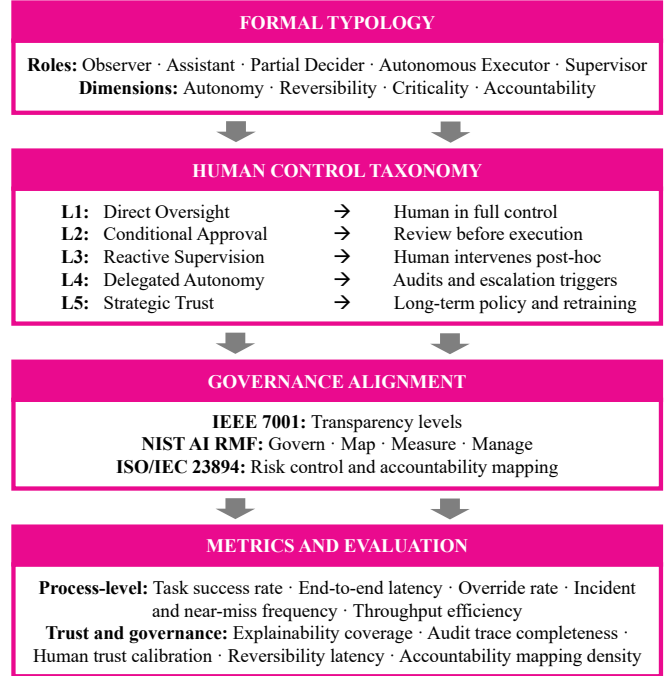 FORMAL TYPOLOGY
Roles: Observer · Assistant · Partial Decider · Autonomous Executor · Supervisor
Dimensions: Autonomy · Reversibility · Criticality · Accountability
HUMAN CONTROL TAXONOMY
L1: Direct Oversight → Human in full control
L2: Conditional Approval → Review before execution
L3: Reactive Supervision → Human intervenes post-hoc
L4: Delegated Autonomy → Audits and escalation triggers
L5: Strategic Trust → Long-term policy and retraining
GOVERNANCE ALIGNMENT
IEEE 7001: Transparency levels
NIST AI RMF: Govern · Map · Measure · Manage
ISO/IEC 23894: Risk control and accountability mapping
METRICS AND EVALUATION
Process-level: Task success rate · End-to-end latency · Override rate · Incident
and near-miss frequency · Throughput efficiency
Trust and governance: Explainability coverage · Audit trace completeness ·
Human trust calibration · Reversibility latency · Accountability mapping density